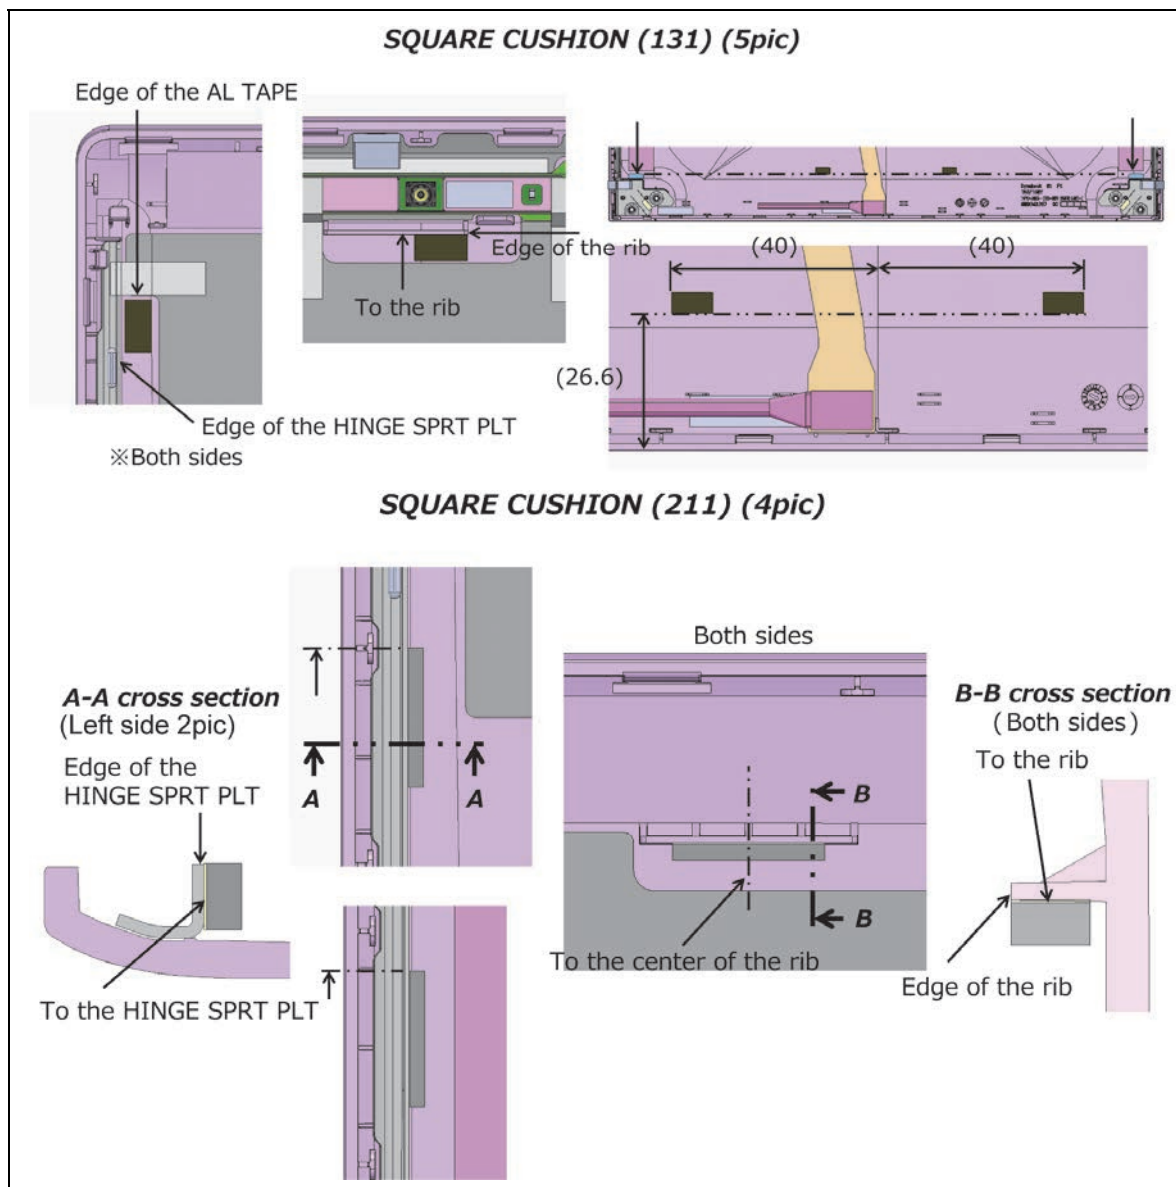 SQUARE CUSHION (131) (5pic)
Edge of the AL TAPE
Edge of the rib
To the rib
Edge of the HINGE SPRT PLT
※Both sides
(40)
(40)
(26.6)
SQUARE CUSHION (211) (4pic)
A-A cross section
(Left side 2pic)
Edge of the
HINGE SPRT PLT
To the HINGE SPRT PLT
A
A
Both sides
B
B
To the center of the rib
B-B cross section
(Both sides)
To the rib
Edge of the rib